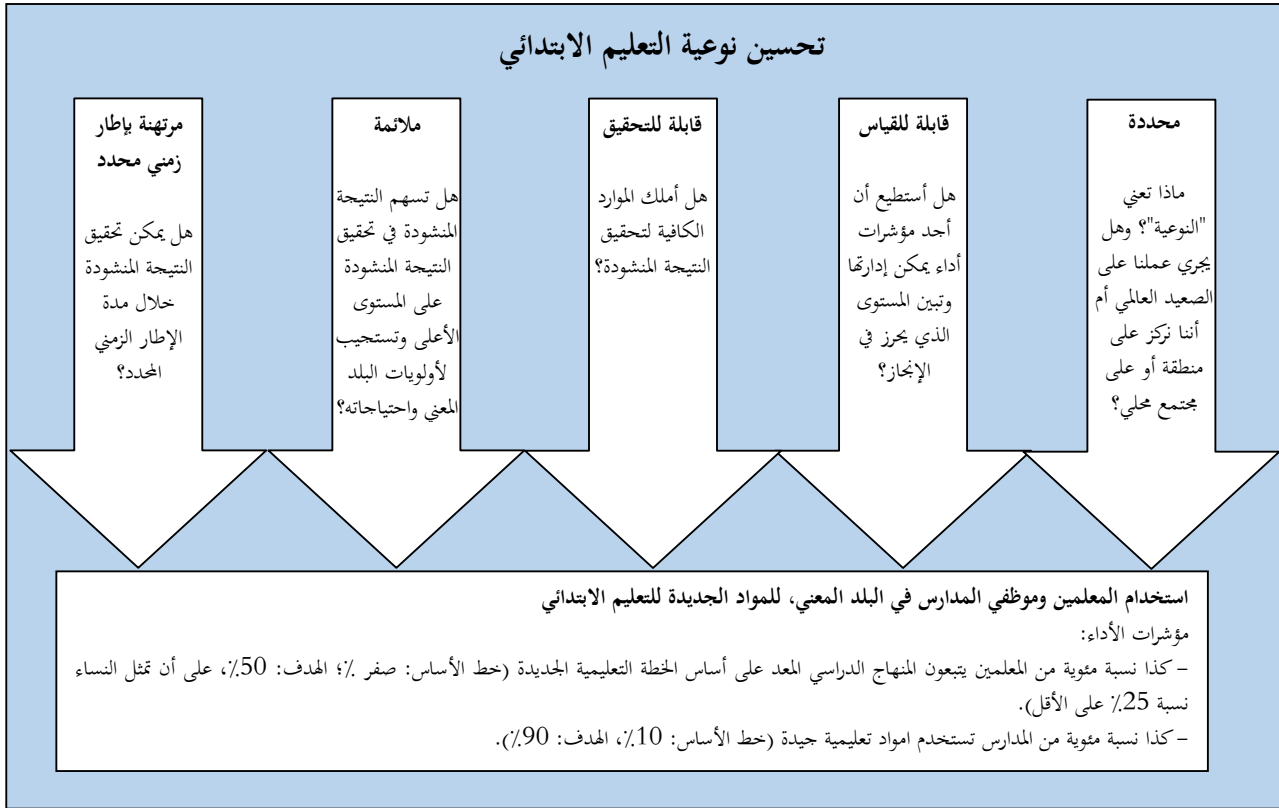 تحسين نوعية التعليم الابتدائي
محددة
ماذا تعني
"النوعية"؟ وهل
يجري عملنا على
الصعيد العالمي أم
أننا نركز على
منطقة أو على
مجتمع محلي؟
قابلة للقياس
هل أستطيع أن
أجد مؤشرات
أداء يمكن إدارتها
وتبين المستوى
الذي يحرز في
الإنجاز؟
قابلة للتحقيق
هل أملك الموارد
الكافية لتحقيق
النتيجة المنشودة؟
ملائمة
هل تسهم النتيجة
المنشودة في تحقيق
النتيجة المنشودة
على المستوى
الأعلى وتستجيب
لأولويات البلد
المعني واحتياجاته؟
مرتهنة بإطار
زمني محدد
هل يمكن تحقيق
النتيجة المنشودة
خلال مدة
الإطار الزمني
المحدد؟
استخدام المعلمين وموظفي المدارس في البلد المعني، للمواد الجديدة للتعليم الابتدائي
مؤشرات الأداء:
– كذا نسبة مئوية من المعلمين يتبعون المنهاج الدراسي المعد على أساس الخطة التعليمية الجديدة (خط الأساس: صفر ٪؛ الهدف: 50٪، على أن تمثل النساء
نسبة 25٪ على الأقل).
– كذا نسبة مئوية من المدارس تستخدم امواد تعليمية جيدة (خط الأساس: 10٪، الهدف: 90٪).